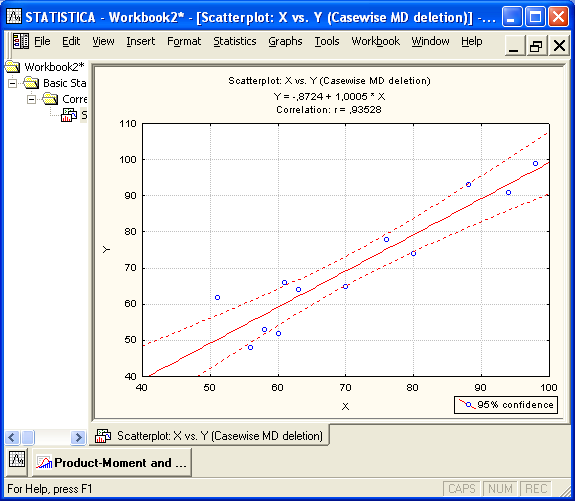 STATISTICA - Workbook2* - [Scatterplot: X vs. Y (Casewise MD deletion)] -...
File Edit View Insert Format Statistics Graphs Tools Workbook Window Help
Workbook2*
Basic Sta
Corre
S
Scatterplot: X vs. Y (Casewise MD deletion)
Y = -,8724 + 1,0005 * X
Correlation: r = ,93528
110
100
90
80
70
60
50
40
Y
40 50 60 70 80 90 100
X
95% confidence
Scatterplot: X vs. Y (Casewise MD deletion)
Product-Moment and ...
For Help, press F1
CAPS NUM REC